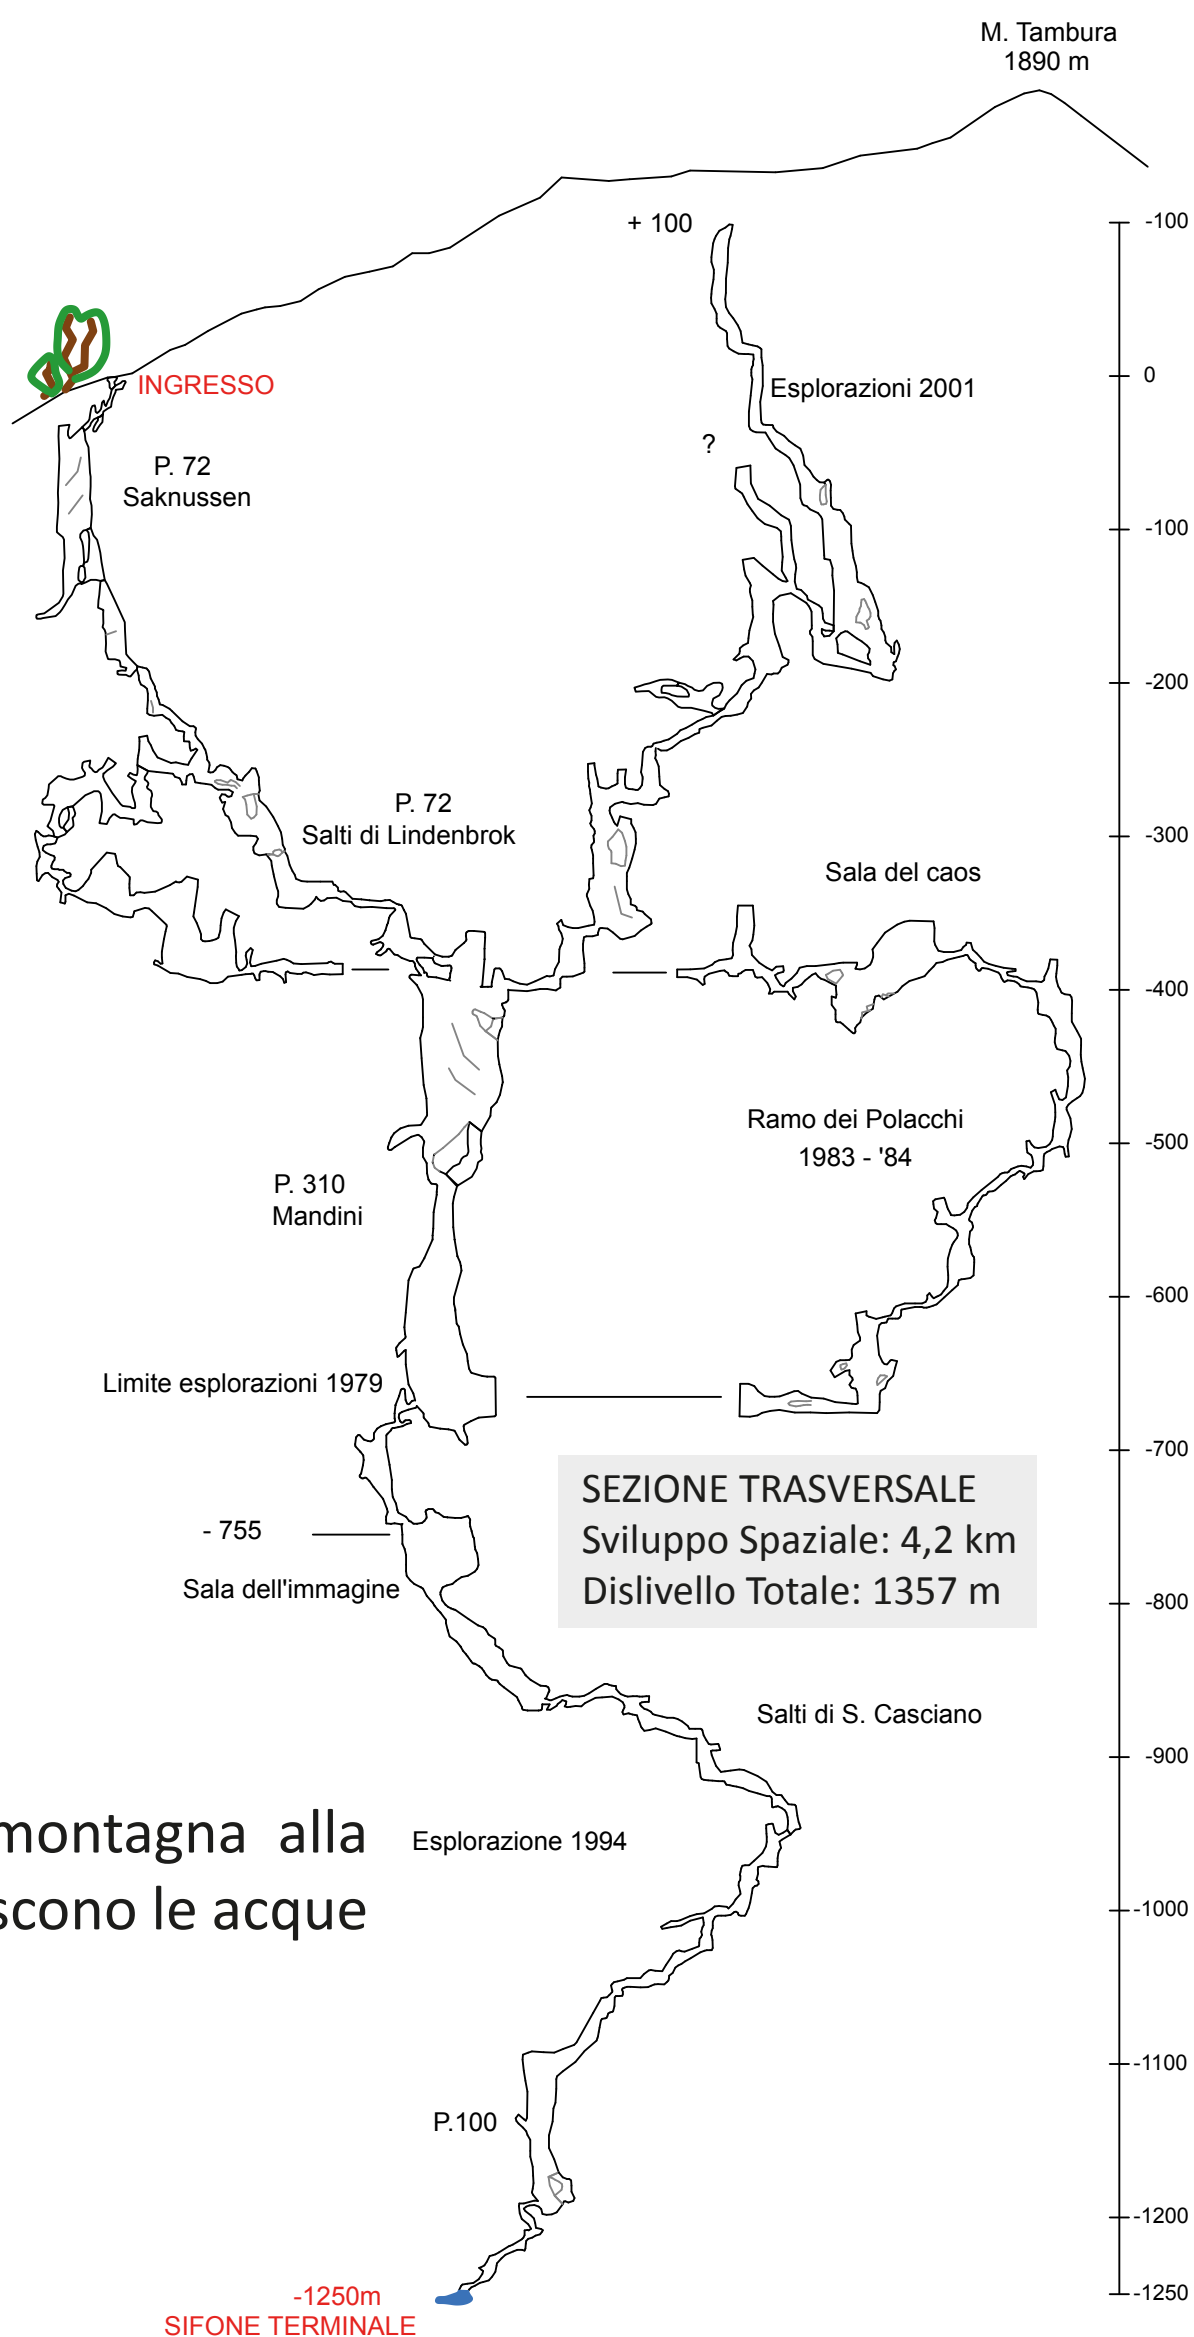 M. Tambura
1890 m
+ 100
-100
INGRESSO
Esplorazioni 2001
0
?
P. 72
Saknussen
-100
-200
P. 72
Salti di Lindenbrok
-300
Sala del caos
-400
Ramo dei Polacchi
1983 - '84
-500
P. 310
Mandini
-600
Limite esplorazioni 1979
-700
SEZIONE TRASVERSALE
Sviluppo Spaziale: 4,2 km
Dislivello Totale: 1357 m
- 755
Sala dell'immagine
-800
Salti di S. Casciano
-900
montagna alla
Esplorazione 1994
scono le acque
-1000
-1100
P.100
-1200
-1250m
SIFONE TERMINALE
-1250